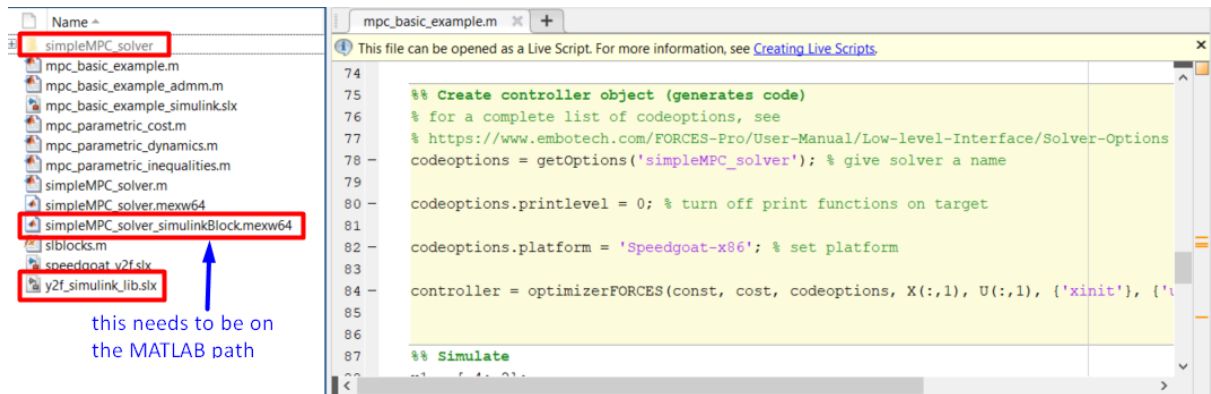 Name
simpleMPC_solver
mpc_basic_example.m
mpc_basic_example_admm.m
mpc_basic_example_simulink.slx
mpc_parametric_cost.m
mpc_parametric_dynamics.m
mpc_parametric_inequalities.m
simpleMPC_solver.m
simpleMPC_solver.mexw64
simpleMPC_solver_simulinkBlock.mexw64
slblocks.m
speedgoat_y2f.slx
y2f_simulink_lib.slx
this needs to be on
the MATLAB path
mpc_basic_example.m
This file can be opened as a Live Script. For more information, see Creating Live Scripts.
74
75 %% Create controller object (generates code)
76 % for a complete list of codeoptions, see
77 % https://www.embotech.com/FORCES-Pro/User-Manual/Low-level-Interface/Solver-Options
78 – codeoptions = getOptions('simpleMPC_solver'); % give solver a name
79
80 – codeoptions.printlevel = 0; % turn off print functions on target
81
82 – codeoptions.platform = 'Speedgoat-x86'; % set platform
83
84 – controller = optimizerFORCES(const, cost, codeoptions, X(:,1), U(:,1), {'xinit'}, {'
85
86
87 %% Simulate